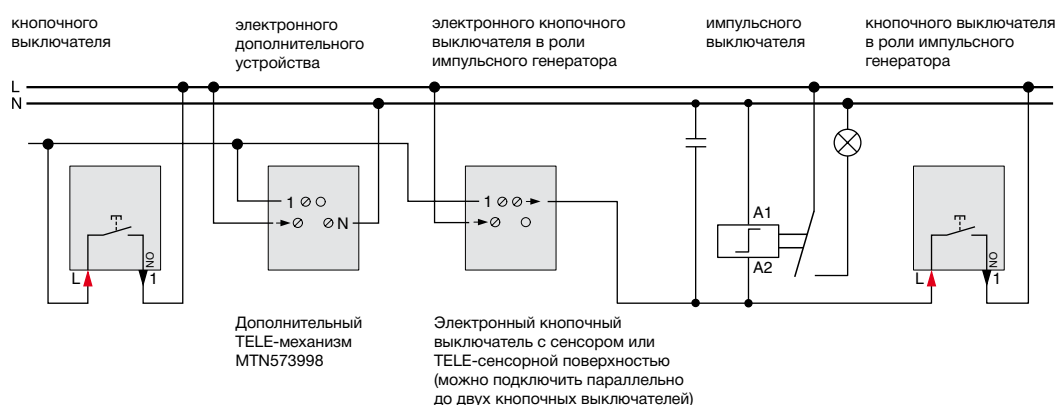 кнопочного
выключателя
электронного
дополнительного
устройства
электронного кнопочного
выключателя в роли
импульсного генератора
импульсного
выключателя
кнопочного выключателя
в роли импульсного
генератора
L
N
L
NO
1
1
N
1
A1
A2
L
NO
1
Дополнительный
TELE-механизм
MTN573998
Электронный кнопочный
выключатель с сенсором или
TELE-сенсорной поверхностью
(можно подключить параллельно
до двух кнопочных выключателей)